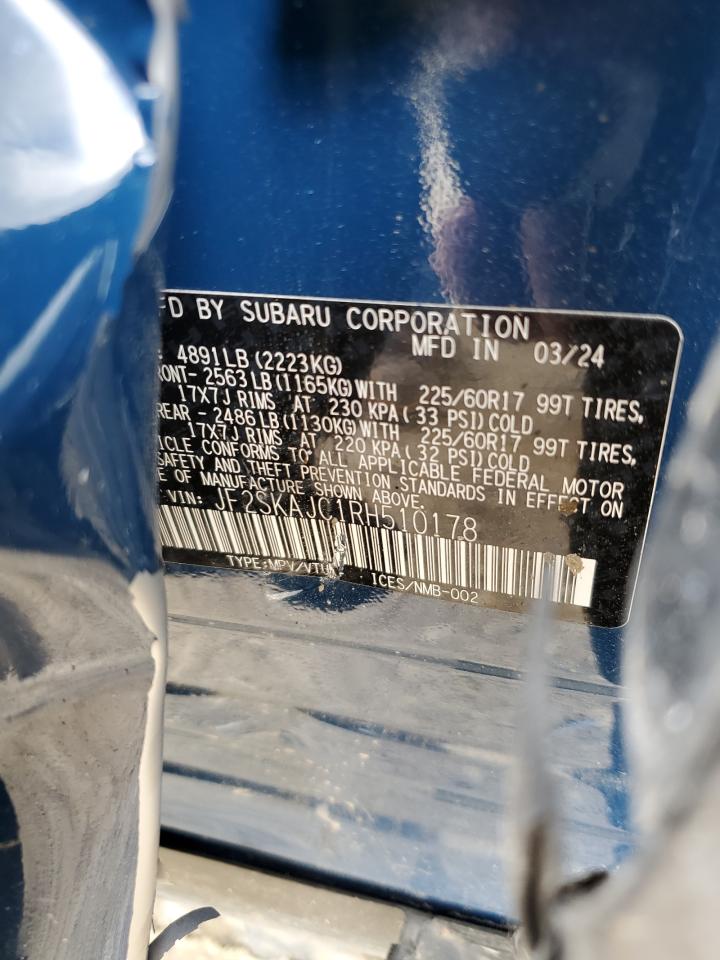 FD BY SUBARU CORPORATION
MFD IN 03/24
4891LB (2223KG)
RONT- 2563LB (1165KG) WITH 225/60R17 99T TIRES,
17X7J RIMS AT 230 KPA( 33 PSI)COLD
REAR - 2486 LB (1130KG) WITH 225/60R17 99T TIRES,
17X7J RIMS AT 220 KPA( 32 PSI)COLD
ICLE CONFORMS TO ALL APPLICABLE FEDERAL MOTOR
SAFETY AND THEFT PREVENTION STANDARDS IN EFFECT ON
E OF MANUFACTURE SHOWN ABOVE.
VIN: JF2SKAJC1RH510178
TYPE:MPV/VTUM ICES/NMB-002